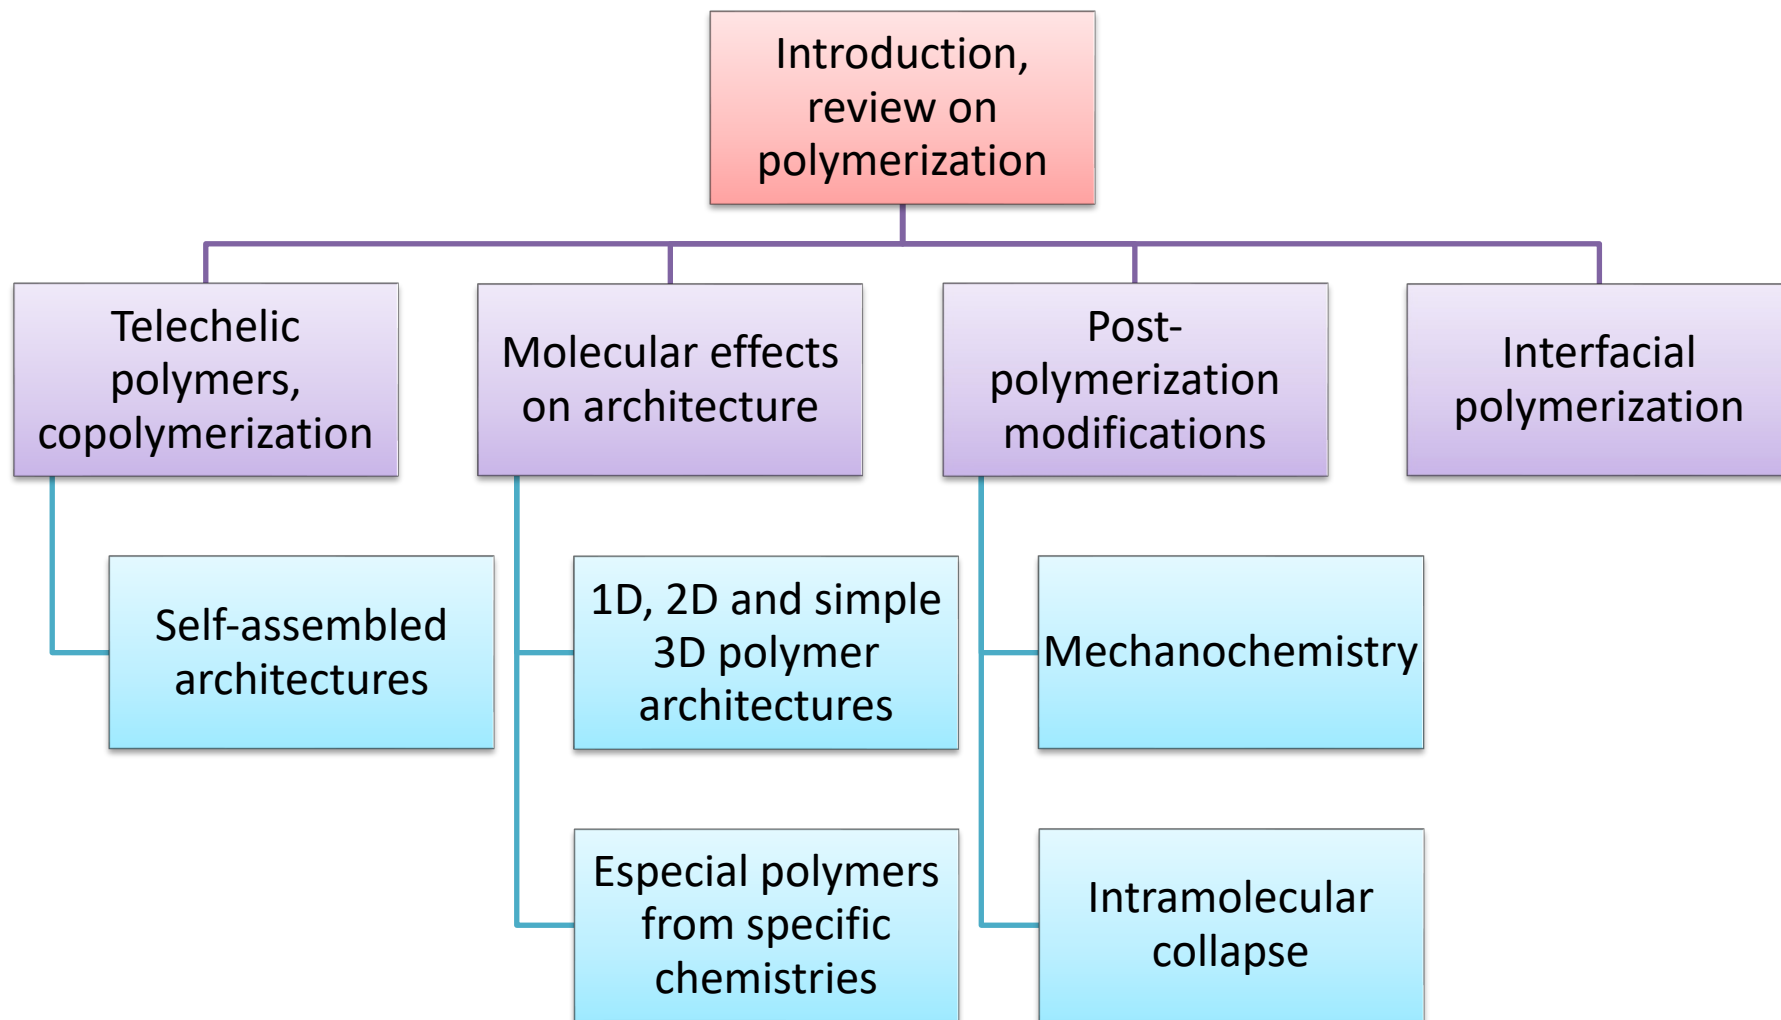 Introduction,
review on
polymerization
Telechelic
polymers,
copolymerization
Molecular effects
on architecture
Post-
polymerization
modifications
Interfacial
polymerization
Self-assembled
architectures
1D, 2D and simple
3D polymer
architectures
Mechanochemistry
Especial polymers
from specific
chemistries
Intramolecular
collapse